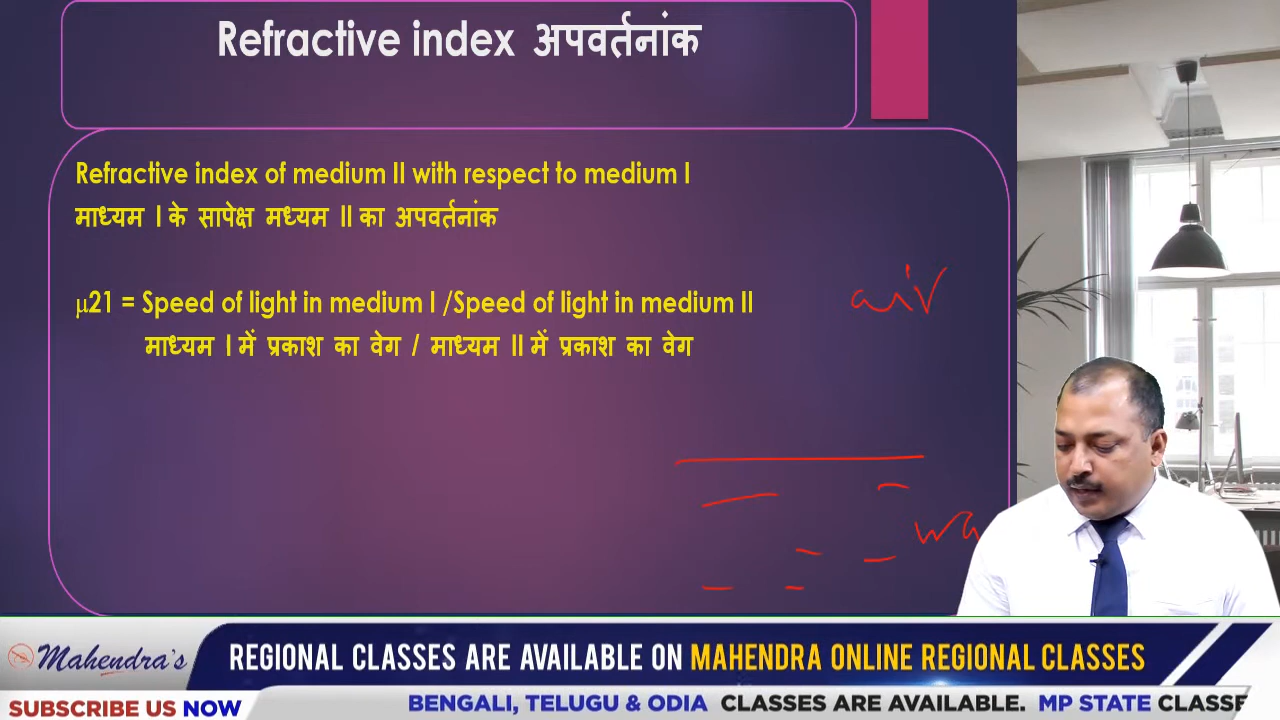 Refractive index अपवर्तनांक
Refractive index of medium II with respect to medium I
माध्यम I के सापेक्ष मध्यम II का अपवर्तनांक
μ21 = Speed of light in medium I /Speed of light in medium II
माध्यम I में प्रकाश का वेग / माध्यम II में प्रकाश का वेग
air
wa
Mahendra's
REGIONAL CLASSES ARE AVAILABLE ON MAHENDRA ONLINE REGIONAL CLASSES
SUBSCRIBE US NOW
BENGALI, TELUGU & ODIA CLASSES ARE AVAILABLE. MP STATE CLASSE